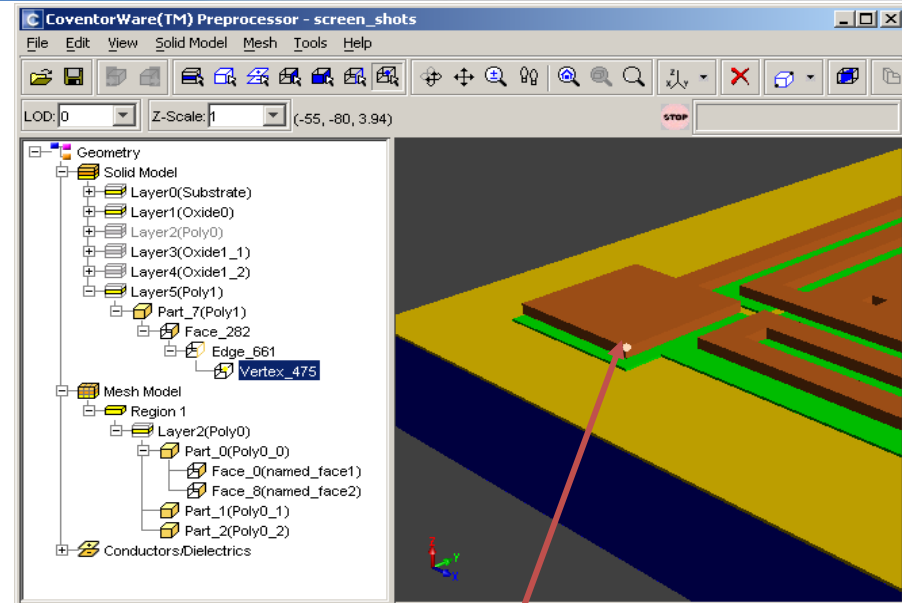 CoventorWare(TM) Preprocessor - screen_shots
File Edit View Solid Model Mesh Tools Help
LOD: 0 Z-Scale: 1 (-55, -80, 3.94) STOP
Geometry
Solid Model
Layer0(Substrate)
Layer1(Oxide0)
Layer2(Poly0)
Layer3(Oxide1_1)
Layer4(Oxide1_2)
Layer5(Poly1)
Part_7(Poly1)
Face_282
Edge_661
Vertex_475
Mesh Model
Region 1
Layer2(Poly0)
Part_0(Poly0_0)
Face_0(named_face1)
Face_8(named_face2)
Part_1(Poly0_1)
Part_2(Poly0_2)
Conductors/Dielectrics
Z
Y
X